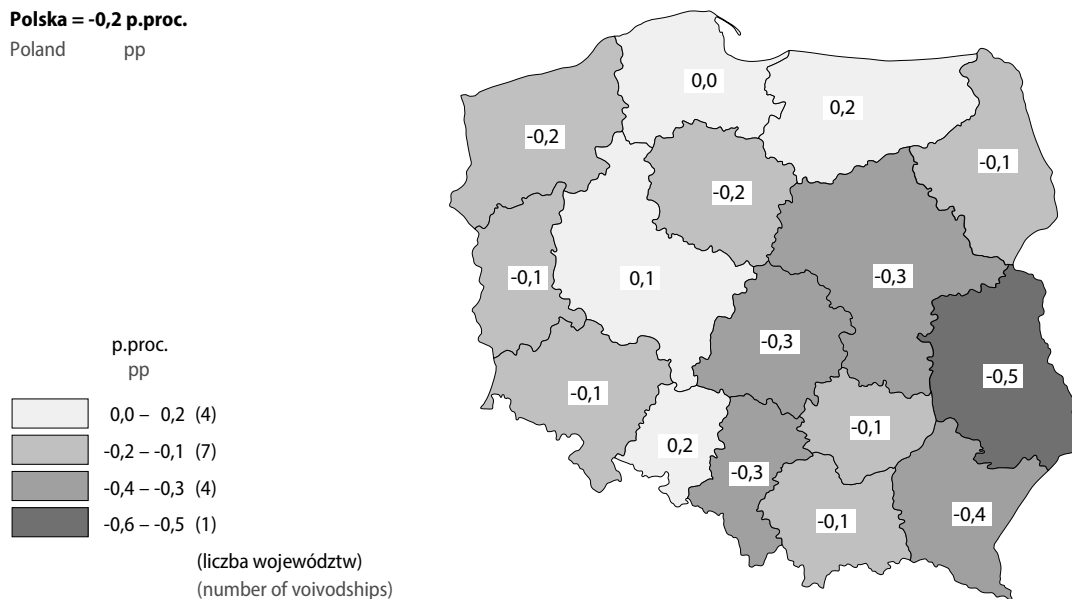 Polska = -0,2 p.proc.
Poland pp
0,0
0,2
-0,2
-0,1
-0,2
-0,1
0,1
-0,3
-0,3
-0,5
-0,1
-0,1
0,2
-0,3
-0,1
-0,4
p.proc.
pp
0,0 – 0,2 (4)
-0,2 – -0,1 (7)
-0,4 – -0,3 (4)
-0,6 – -0,5 (1)
(liczba województw)
(number of voivodships)